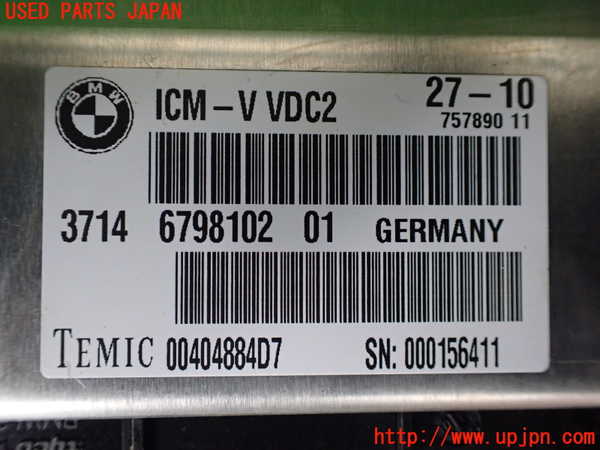 USED PARTS JAPAN
BMW
ICM-V VDC2
27-10
757890 11
3714 6798102 01 GERMANY
TEMIC 00404884D7 SN: 000156411
http://www.upjpn.com